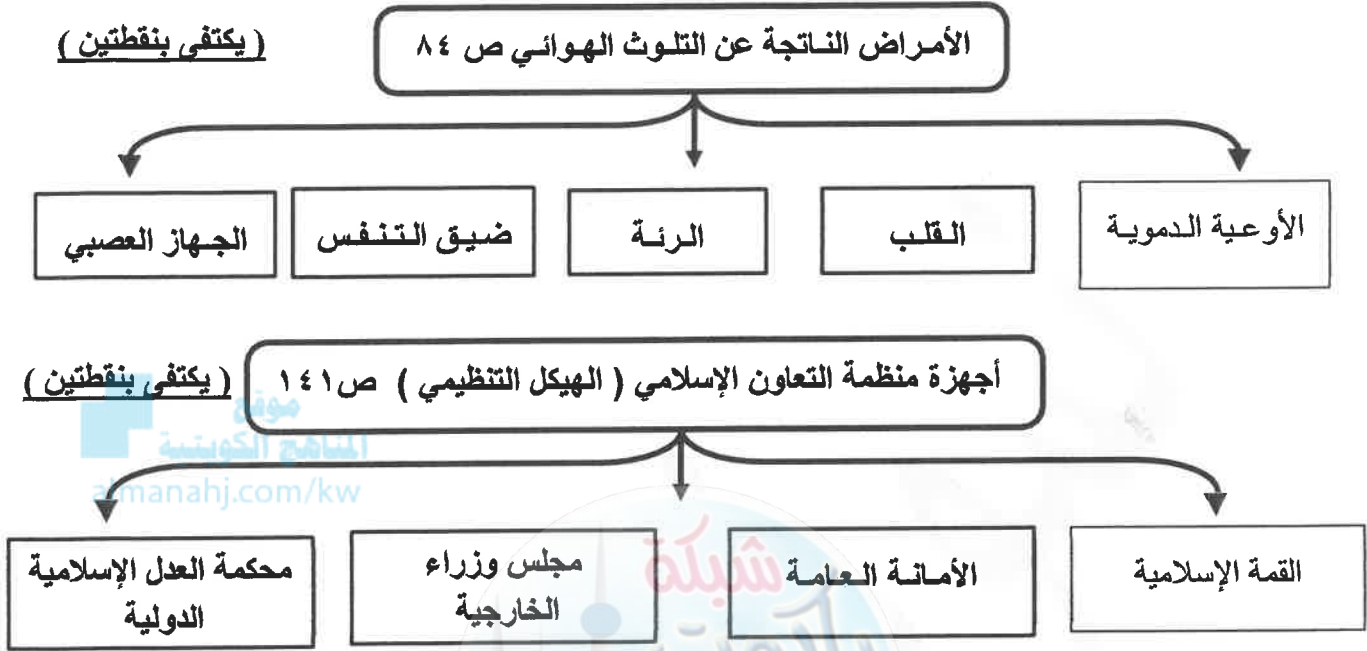 الأمراض الناتجة عن التلوث الهوائي ص ٨٤
( يكتفى بنقطتين )
الأوعية الدموية
القلب
الرئة
ضيق التنفس
الجهاز العصبي
أجهزة منظمة التعاون الإسلامي ( الهيكل التنظيمي ) ص١٤١
( يكتفى بنقطتين )
موقع
المناهج الكويتية
almanahj.com/kw
القمة الإسلامية
الأمانة العامة
مجلس وزراء
الخارجية
محكمة العدل الإسلامية
الدولية
شبكة